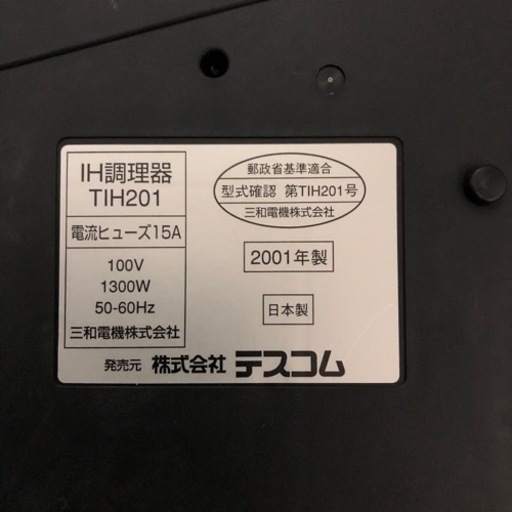 IH調理器
TIH201
電流ヒューズ15A
100V
1300W
50-60Hz
三和電機株式会社
郵政省基準適合
型式確認 第TIH201号
三和電機株式会社
2001年製
日本製
発売元 株式会社 テスコム